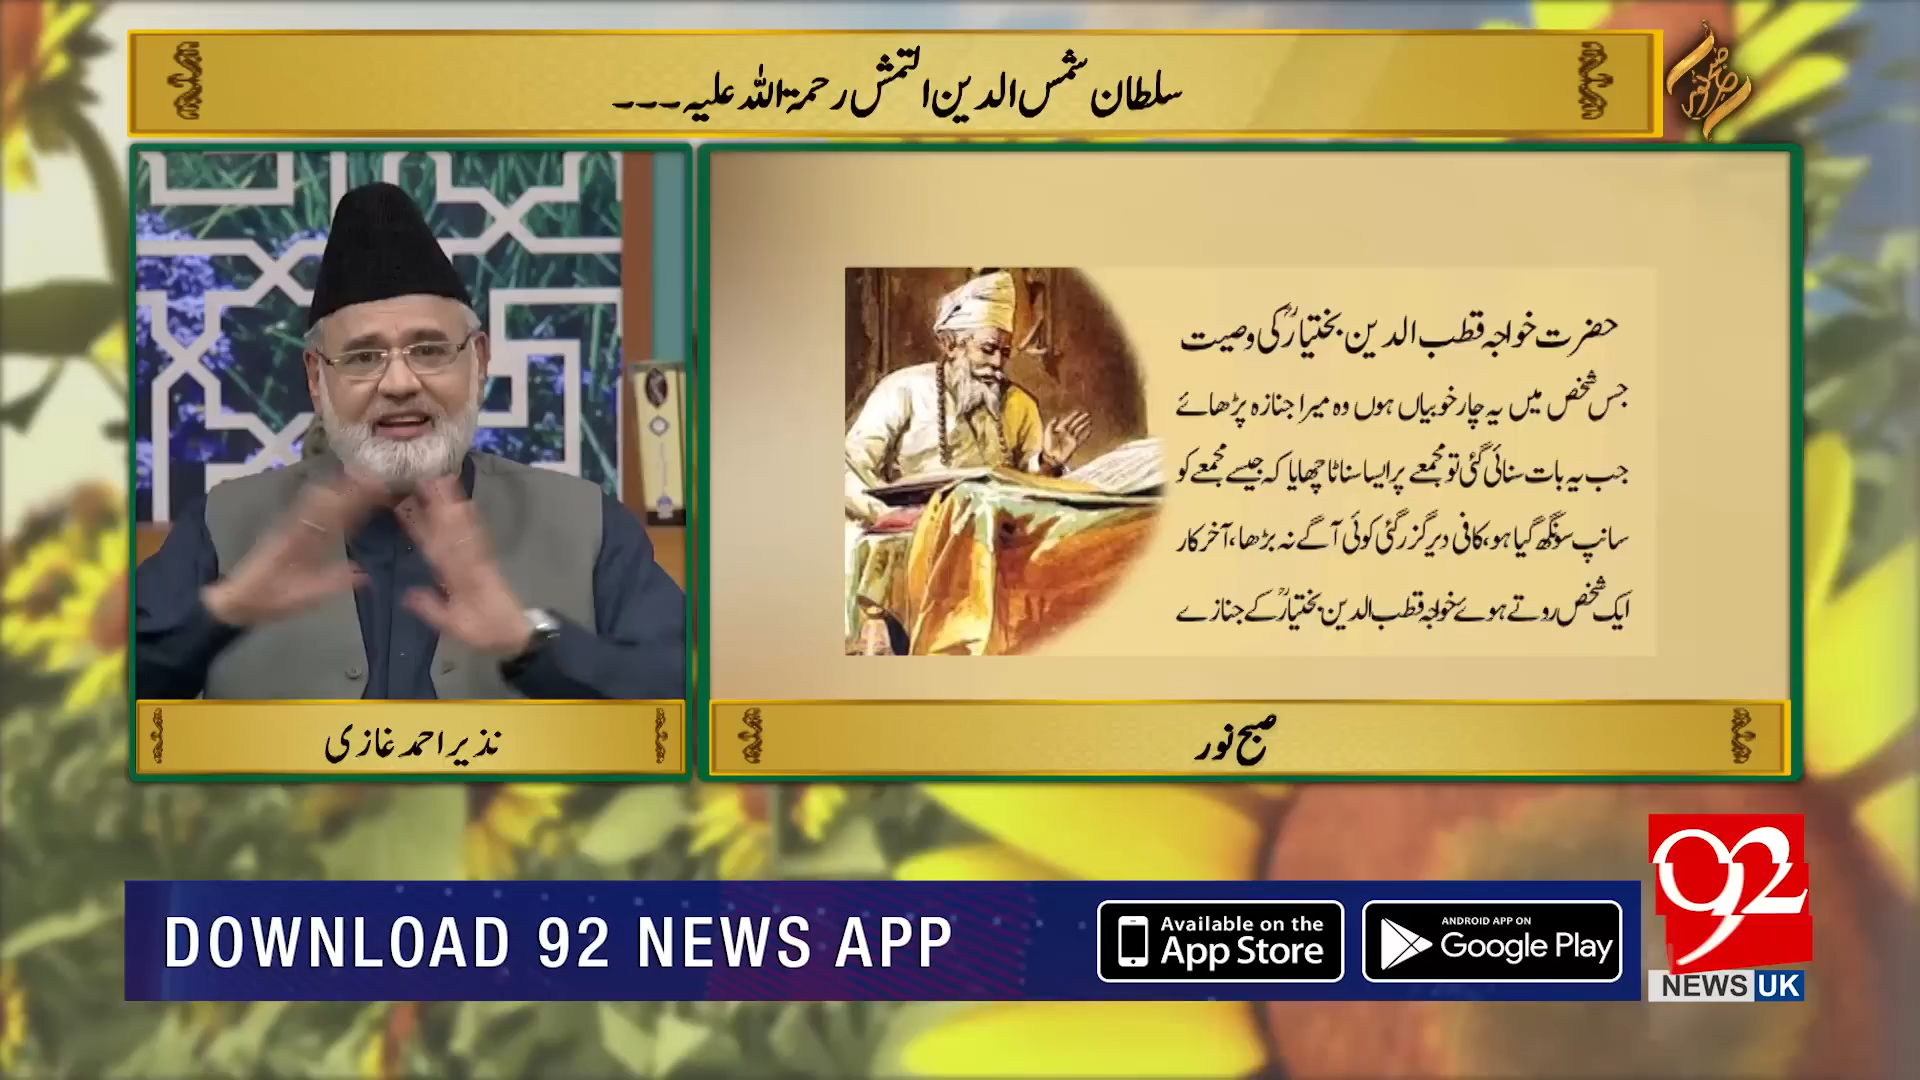 سلطان شمس الدین التمش رحمۃ اللہ علیہ۔۔۔
صبح نور
حضرت خواجہ قطب الدین بختیارؒ کی وصیت
جس شخص میں یہ چار خوبیاں ہوں وہ میرا جنازہ پڑھائے
جب یہ بات سنائی گئی تو مجمعے پر ایسا سناٹا چھایا کہ جیسے مجمعے کو
سانپ سونگھ گیا ہو، کافی دیر گزر گئی کوئی آگے نہ بڑھا، آخر کار
ایک شخص روتے ہوئے خواجہ قطب الدین بختیارؒ کے جنازے
نذیر احمد غازی
صبح نور
DOWNLOAD 92 NEWS APP
Available on the
App Store
ANDROID APP ON
Google Play
92
NEWS UK